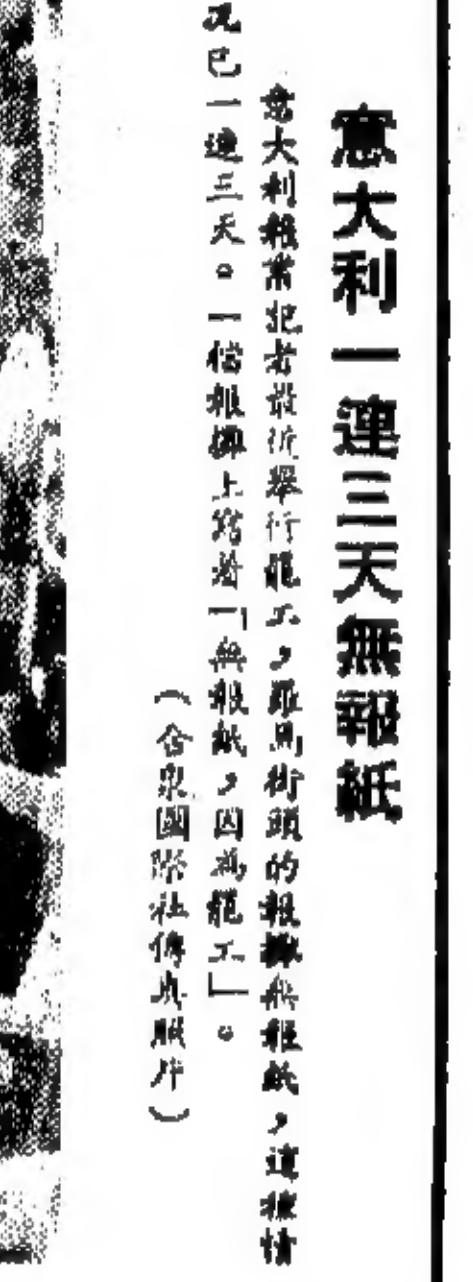 意大利一連三天無報紙
意大利報業記者最近舉行罷工，羅馬街頭的報攤無報紙，這種情
況已一連三天。一個報攤上寫着「無報紙，因為罷工」。
（合衆國際社傳真照片）